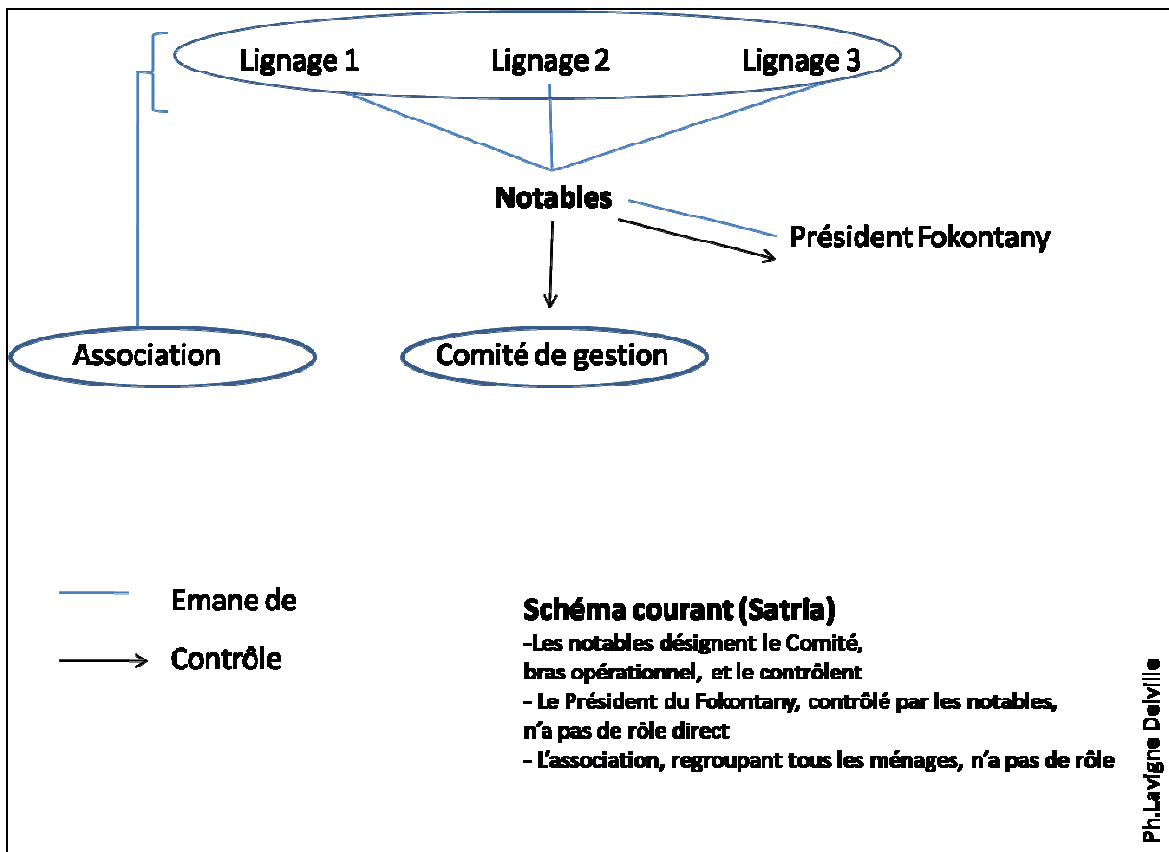 Lignage 1 Lignage 2 Lignage 3
Notables
Président Fokontany
Association
Comité de gestion
Emane de
Contrôle
Schéma courant (Satria)
-Les notables désignent le Comité,
bras opérationnel, et le contrôlent
- Le Président du Fokontany, contrôlé par les notables,
n'a pas de rôle direct
- L'association, regroupant tous les ménages, n'a pas de rôle
Ph.Lavigne Delville